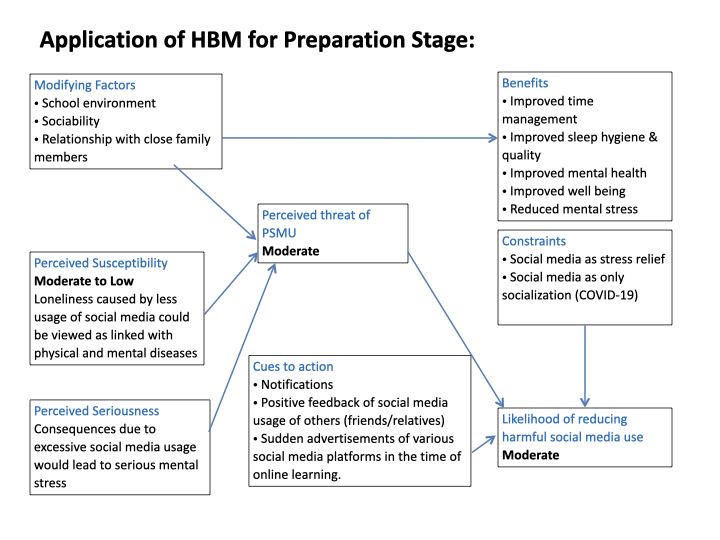 Application of HBM for Preparation Stage:
Modifying Factors
• School environment
• Sociability
• Relationship with close family
members
Benefits
• Improved time
management
• Improved sleep hygiene &
quality
• Improved mental health
• Improved well being
• Reduced mental stress
Perceived threat of
PSMU
Moderate
Constraints
• Social media as stress relief
• Social media as only
socialization (COVID-19)
Perceived Susceptibility
Moderate to Low
Loneliness caused by less
usage of social media could
be viewed as linked with
physical and mental diseases
Cues to action
• Notifications
• Positive feedback of social media
usage of others (friends/relatives)
• Sudden advertisements of various
social media platforms in the time of
online learning.
Perceived Seriousness
Consequences due to
excessive social media usage
would lead to serious mental
stress
Likelihood of reducing
harmful social media use
Moderate